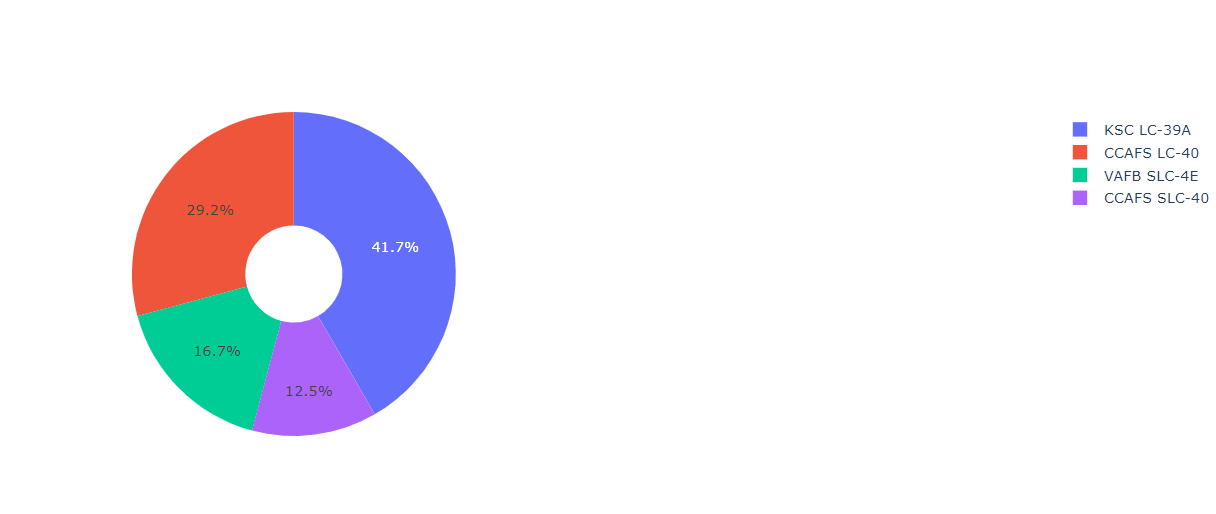 KSC LC-39A
CCAFS LC-40
VAFB SLC-4E
CCAFS SLC-40
29.2%
41.7%
16.7%
12.5%